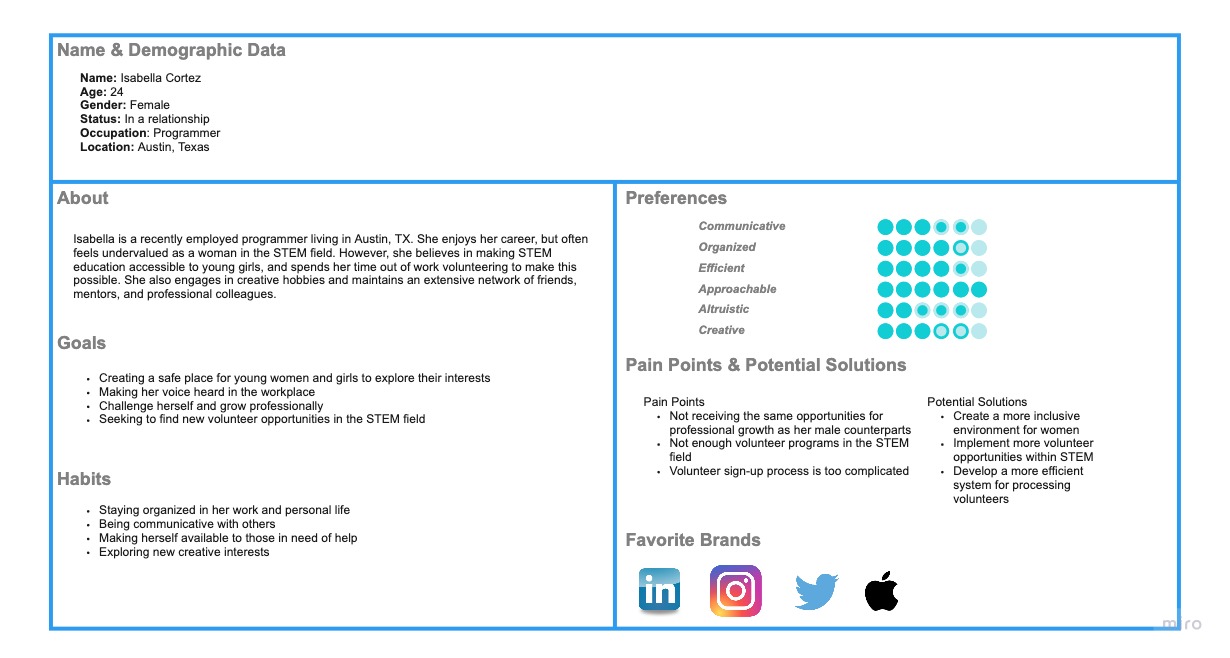 Name & Demographic Data
Name: Isabella Cortez
Age: 24
Gender: Female
Status: In a relationship
Occupation: Programmer
Location: Austin, Texas
About
Isabella is a recently employed programmer living in Austin, TX. She enjoys her career, but often
feels undervalued as a woman in the STEM field. However, she believes in making STEM
education accessible to young girls, and spends her time out of work volunteering to make this
possible. She also engages in creative hobbies and maintains an extensive network of friends,
mentors, and professional colleagues.
Goals
• Creating a safe place for young women and girls to explore their interests
• Making her voice heard in the workplace
• Challenge herself and grow professionally
• Seeking to find new volunteer opportunities in the STEM field
Habits
• Staying organized in her work and personal life
• Being communicative with others
• Making herself available to those in need of help
• Exploring new creative interests
Preferences
Communicative
Organized
Efficient
Approachable
Altruistic
Creative
Pain Points & Potential Solutions
Pain Points
• Not receiving the same opportunities for
professional growth as her male counterparts
• Not enough volunteer programs in the STEM
field
• Volunteer sign-up process is too complicated
Potential Solutions
• Create a more inclusive
environment for women
• Implement more volunteer
opportunities within STEM
• Develop a more efficient
system for processing
volunteers
Favorite Brands
in
miro